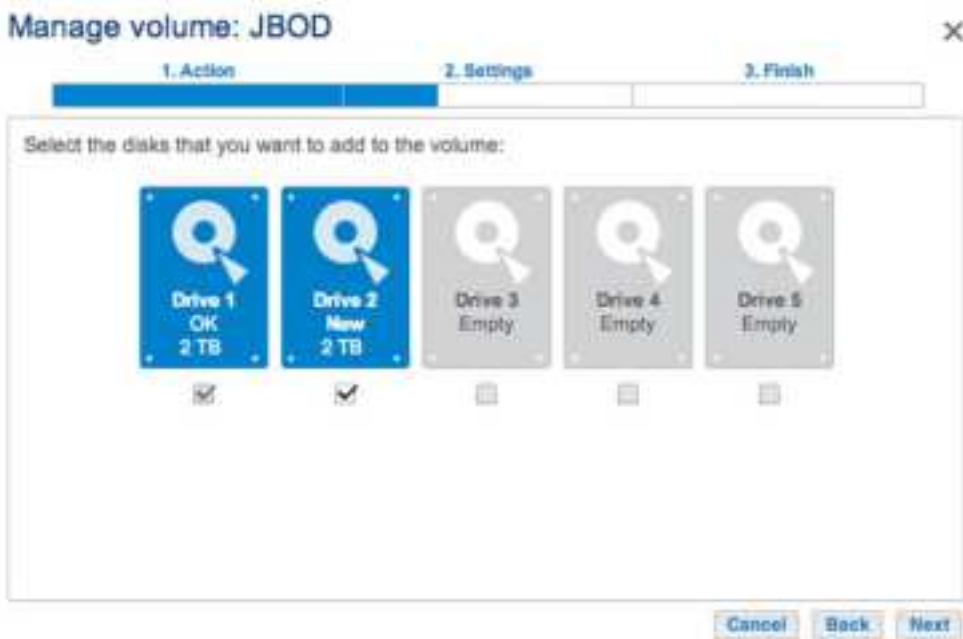 Manage volume: JBOD
1. Action 2. Settings 3. Finish
Select the disks that you want to add to the volume:
Drive 1 Drive 2 Drive 3 Drive 4 Drive 5
OK New Empty Empty Empty
2 TB 2 TB
Cancel Back Next